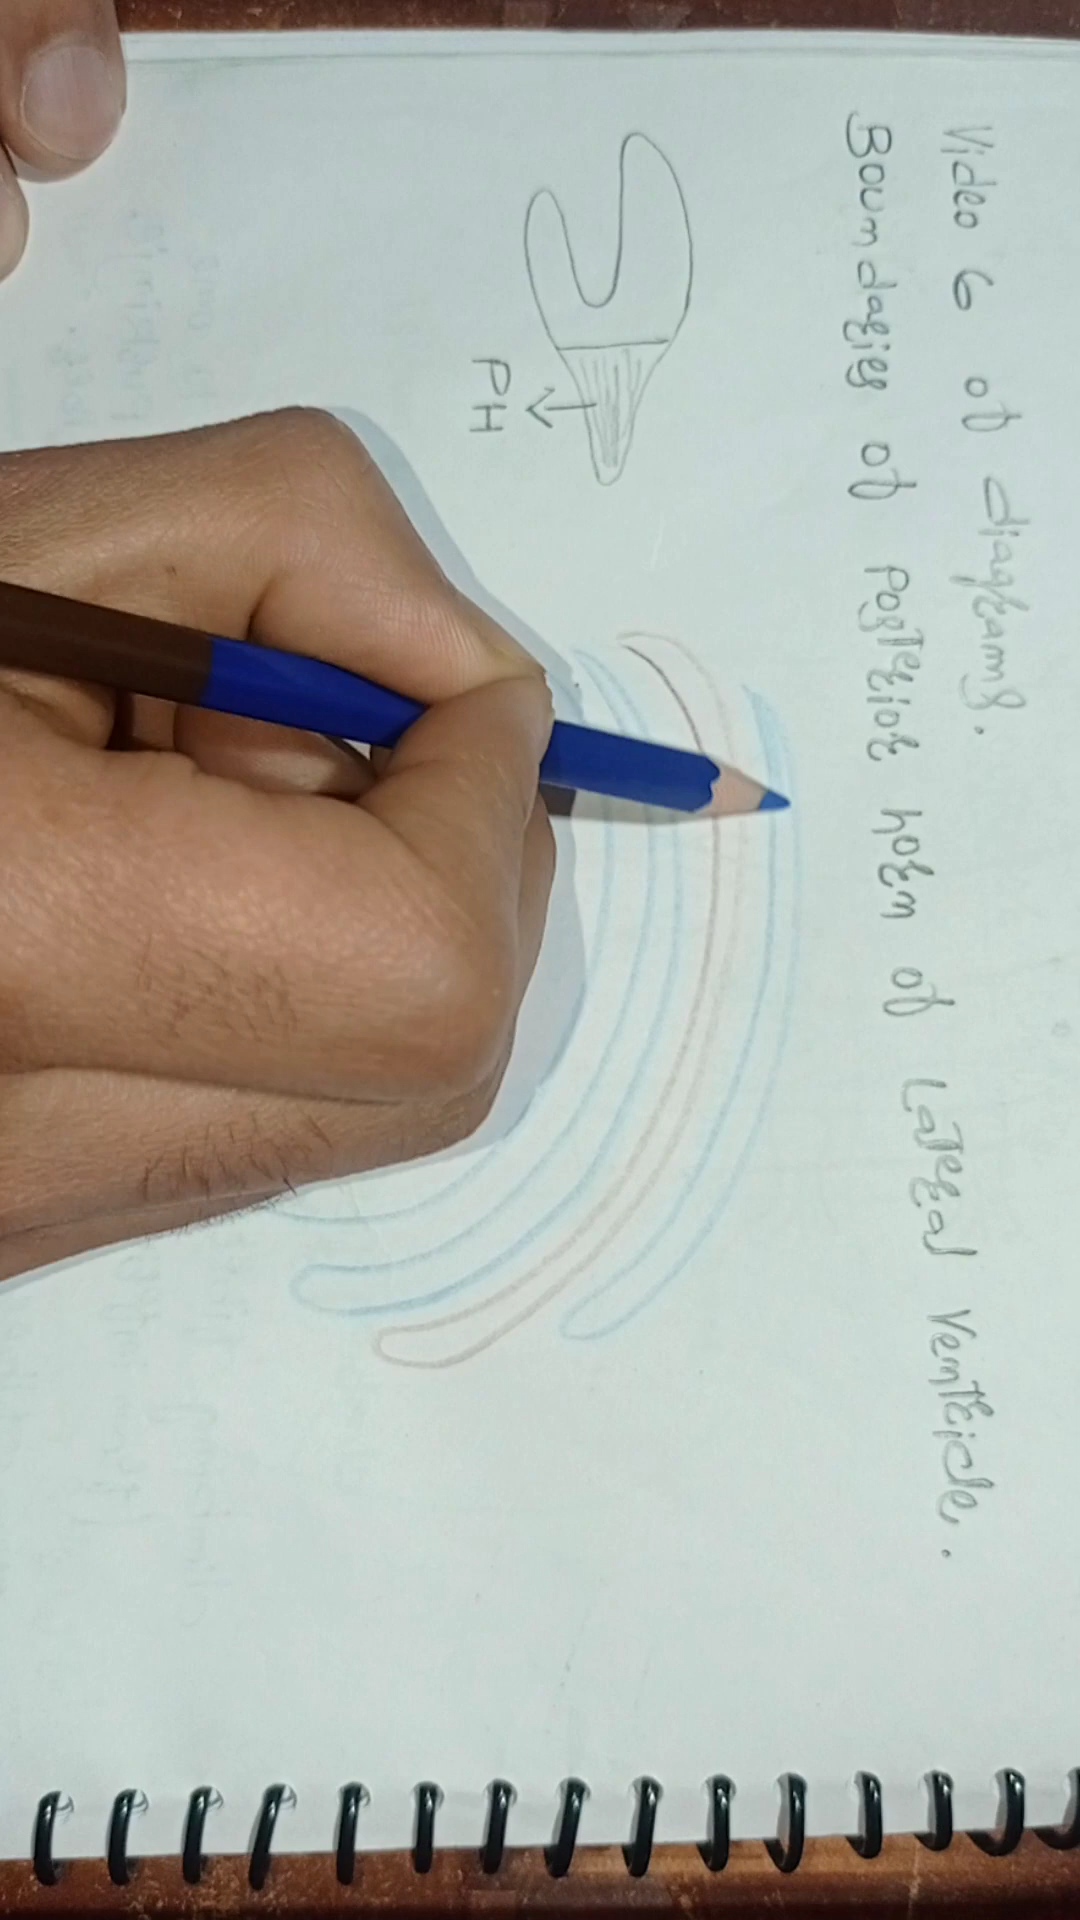 Video 6 of diagrams.
Boundaries of Posterior horn of Lateral Ventricle.
PH